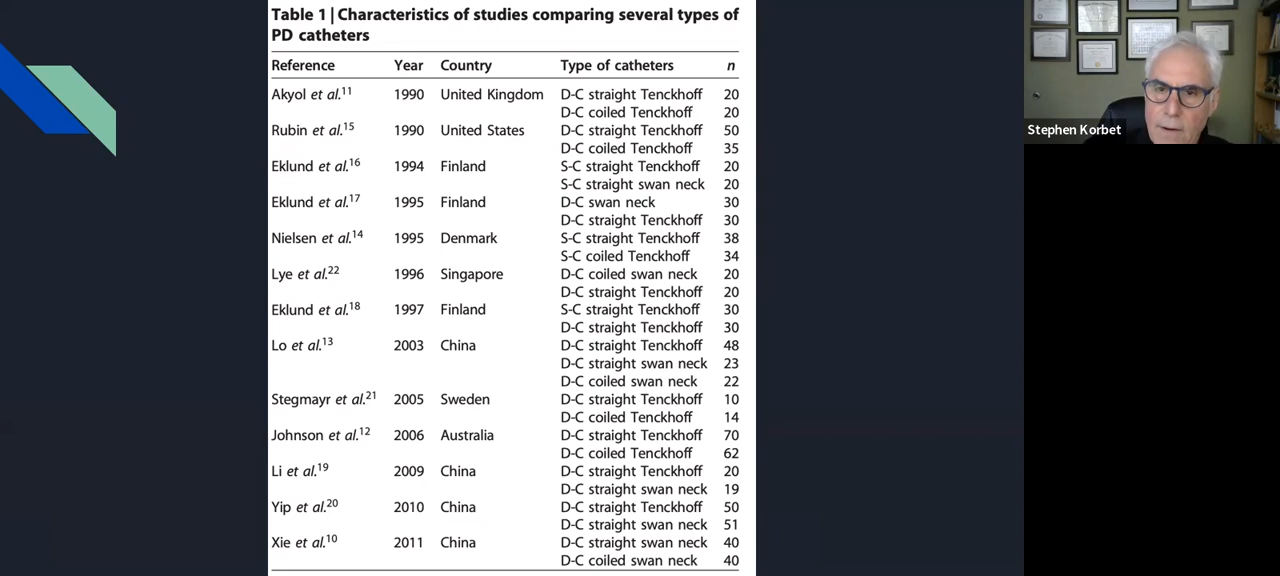 Table 1 | Characteristics of studies comparing several types of
PD catheters
Reference Year Country Type of catheters n
Akyol et al.11 1990 United Kingdom D-C straight Tenckhoff 20
D-C coiled Tenckhoff 20
Rubin et al.15 1990 United States D-C straight Tenckhoff 50
D-C coiled Tenckhoff 35
Eklund et al.16 1994 Finland S-C straight Tenckhoff 20
S-C straight swan neck 20
Eklund et al.17 1995 Finland D-C swan neck 30
D-C straight Tenckhoff 30
Nielsen et al.14 1995 Denmark S-C straight Tenckhoff 38
S-C coiled Tenckhoff 34
Lye et al.22 1996 Singapore D-C coiled swan neck 20
D-C straight Tenckhoff 20
Eklund et al.18 1997 Finland S-C straight Tenckhoff 30
D-C straight Tenckhoff 30
Lo et al.13 2003 China D-C straight Tenckhoff 48
D-C straight swan neck 23
D-C coiled swan neck 22
Stegmayr et al.21 2005 Sweden D-C straight Tenckhoff 10
D-C coiled Tenckhoff 14
Johnson et al.12 2006 Australia D-C straight Tenckhoff 70
D-C coiled Tenckhoff 62
Li et al.19 2009 China D-C straight Tenckhoff 20
D-C straight swan neck 19
Yip et al.20 2010 China D-C straight Tenckhoff 50
D-C straight swan neck 51
Xie et al.10 2011 China D-C straight swan neck 40
D-C coiled swan neck 40
Stephen Korbet